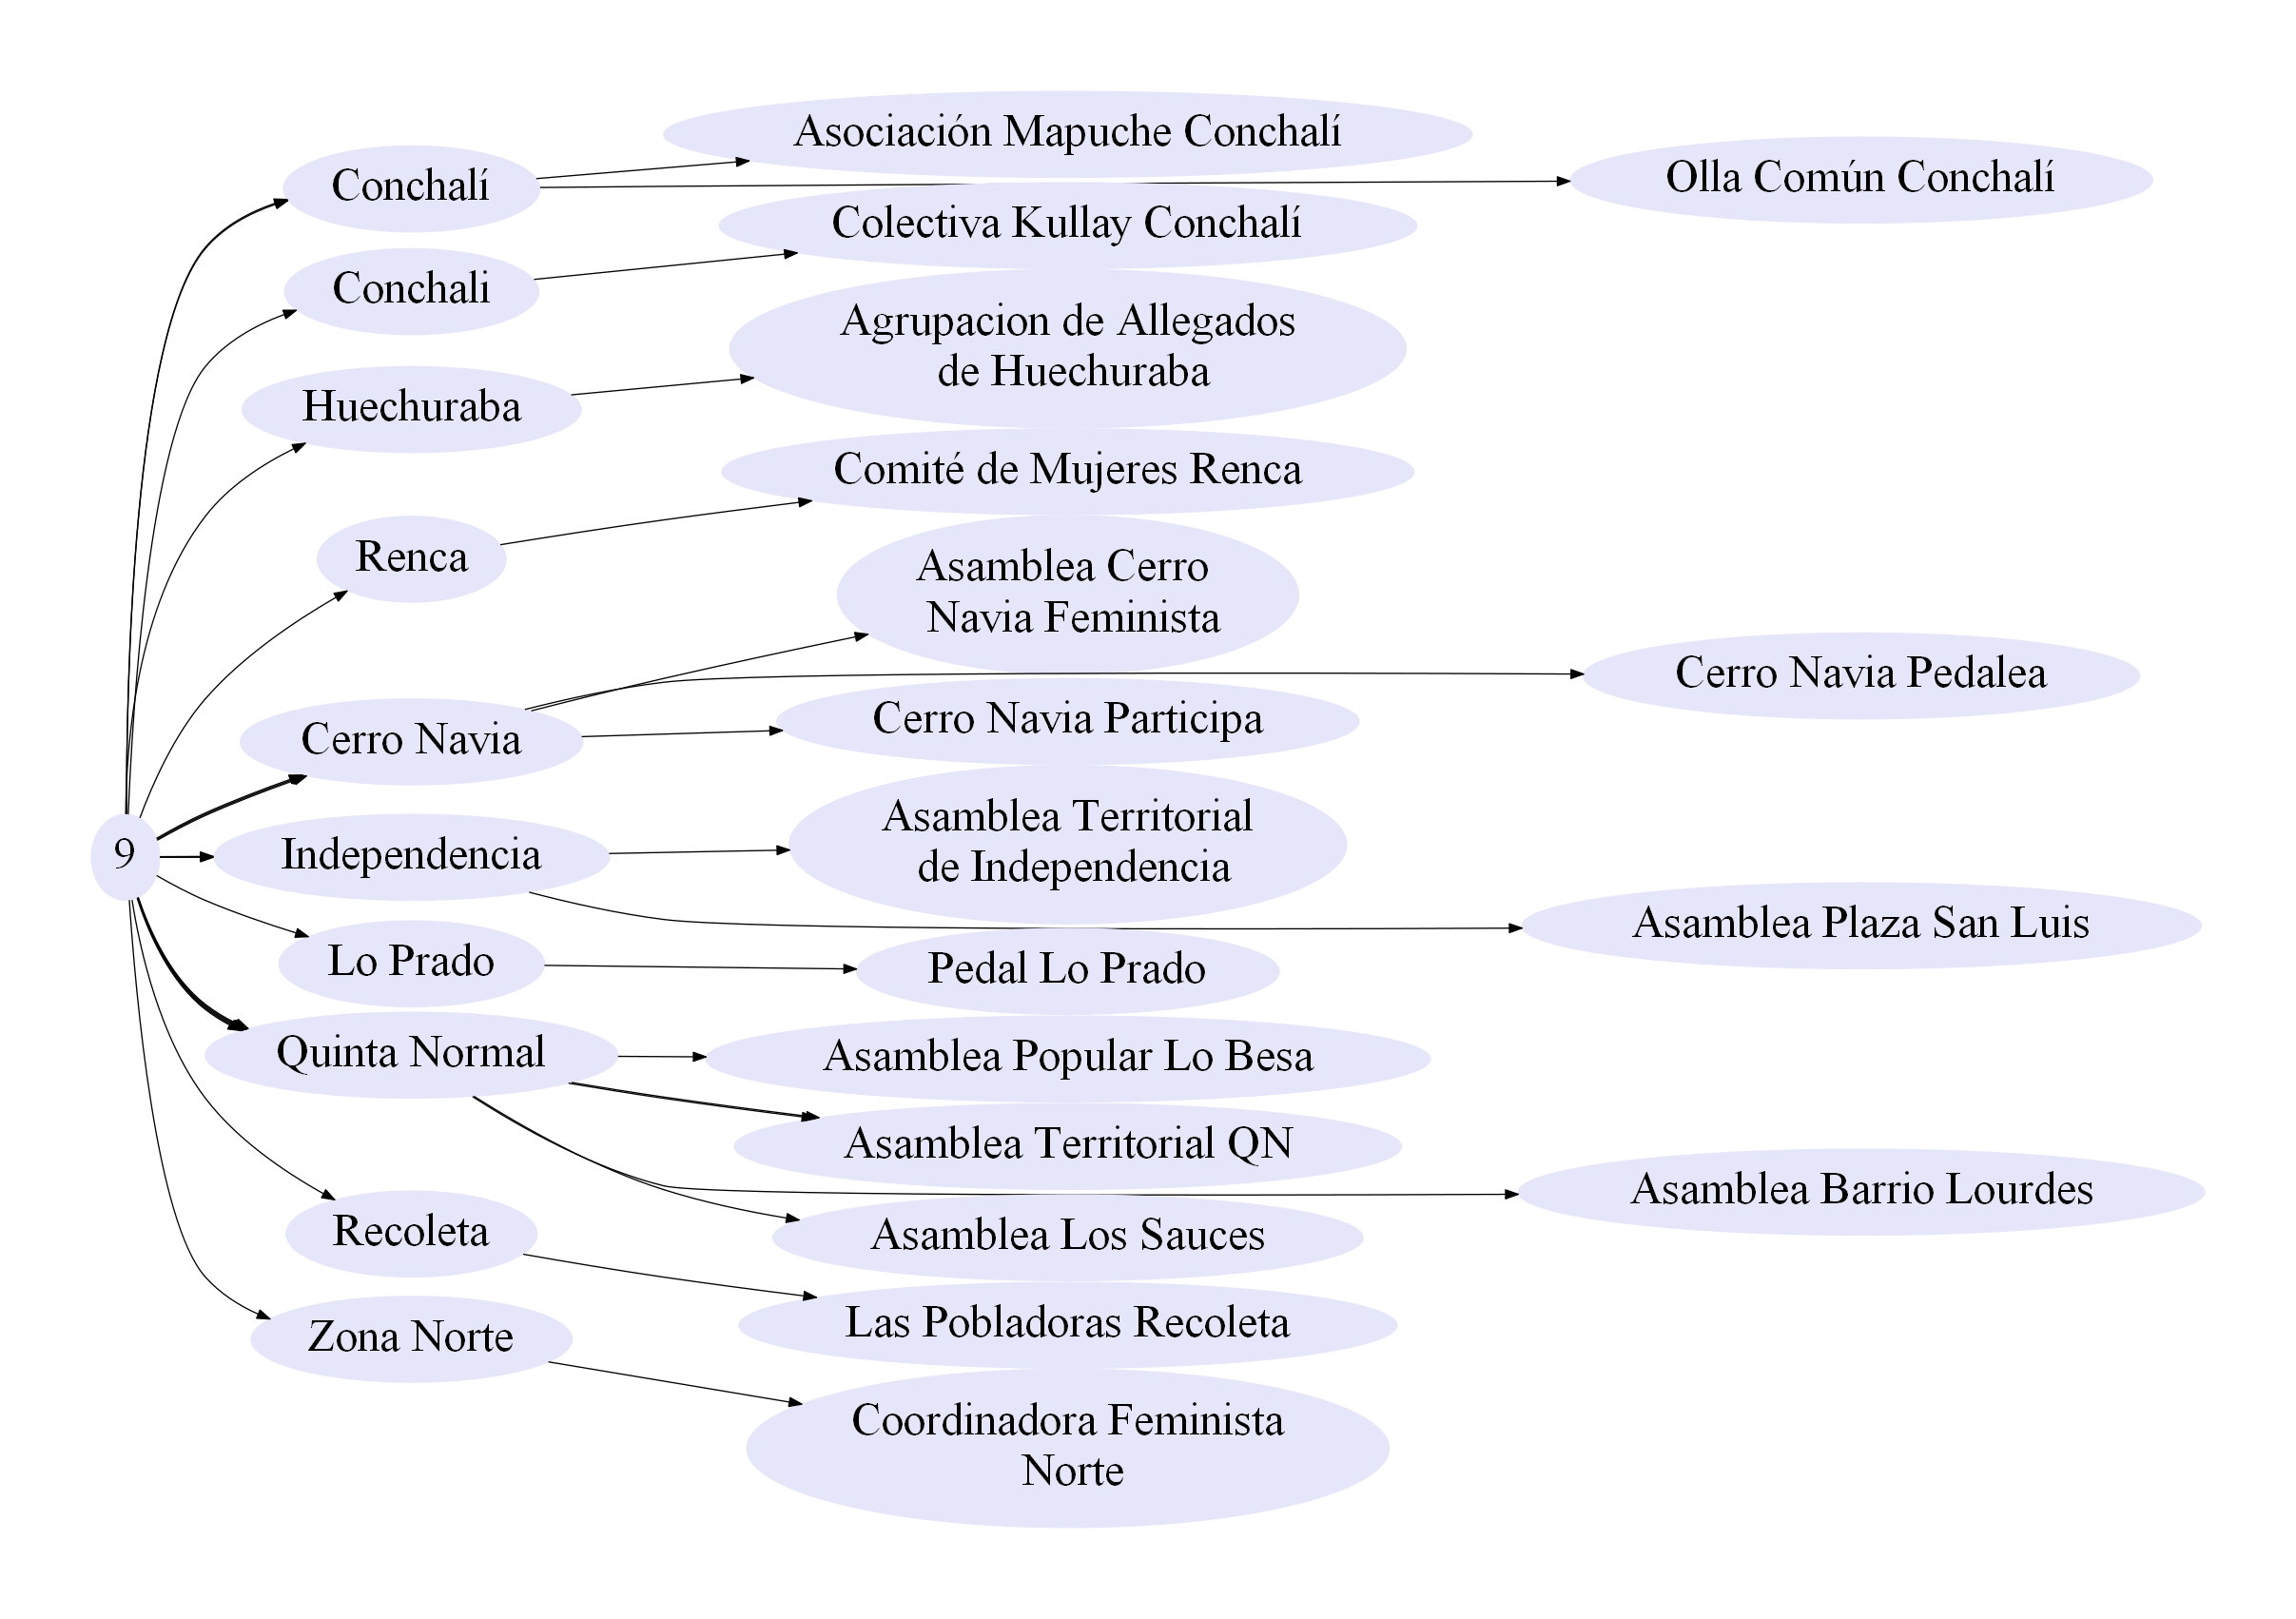 9
Conchalí
Conchali
Huechuraba
Renca
Cerro Navia
Independencia
Lo Prado
Quinta Normal
Recoleta
Zona Norte
Asociación Mapuche Conchalí
Colectiva Kullay Conchalí
Agrupacion de Allegados
de Huechuraba
Comité de Mujeres Renca
Asamblea Cerro
Navia Feminista
Cerro Navia Participa
Asamblea Territorial
de Independencia
Pedal Lo Prado
Asamblea Popular Lo Besa
Asamblea Territorial QN
Asamblea Los Sauces
Las Pobladoras Recoleta
Coordinadora Feminista
Norte
Olla Común Conchalí
Cerro Navia Pedalea
Asamblea Plaza San Luis
Asamblea Barrio Lourdes